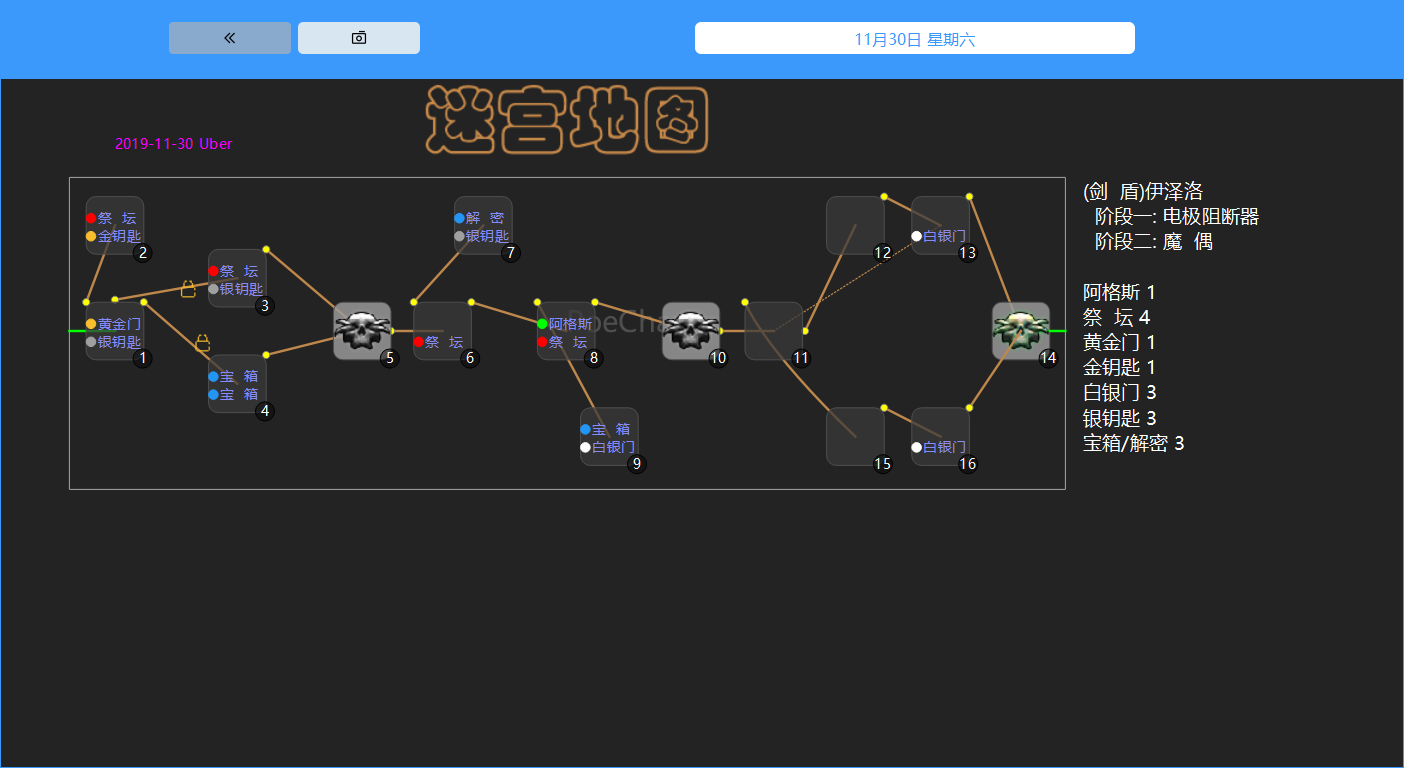 11月30日 星期六
迷宫地图
2019-11-30 Uber
(剑 盾)伊泽洛
阶段一: 电极阻断器
阶段二: 魔 偶
阿格斯 1
祭 坛 4
黄金门 1
金钥匙 1
白银门 3
银钥匙 3
宝箱/解密 3
祭 坛
金钥匙
2
祭 坛
银钥匙
3
黄金门
银钥匙
1
宝 箱
宝 箱
4
5
解 密
银钥匙
7
祭 坛
6
阿格斯
祭 坛
8
宝 箱
白银门
9
10
11
12
白银门
13
14
15
白银门
16